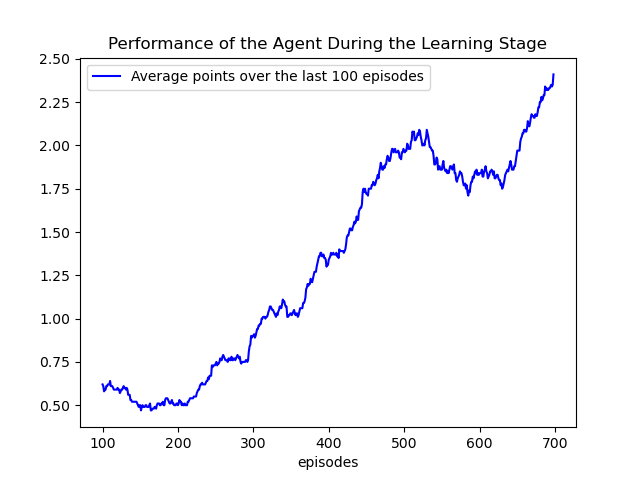 Performance of the Agent During the Learning Stage
Average points over the last 100 episodes
2.50
2.25
2.00
1.75
1.50
1.25
1.00
0.75
0.50
100 200 300 400 500 600 700
episodes